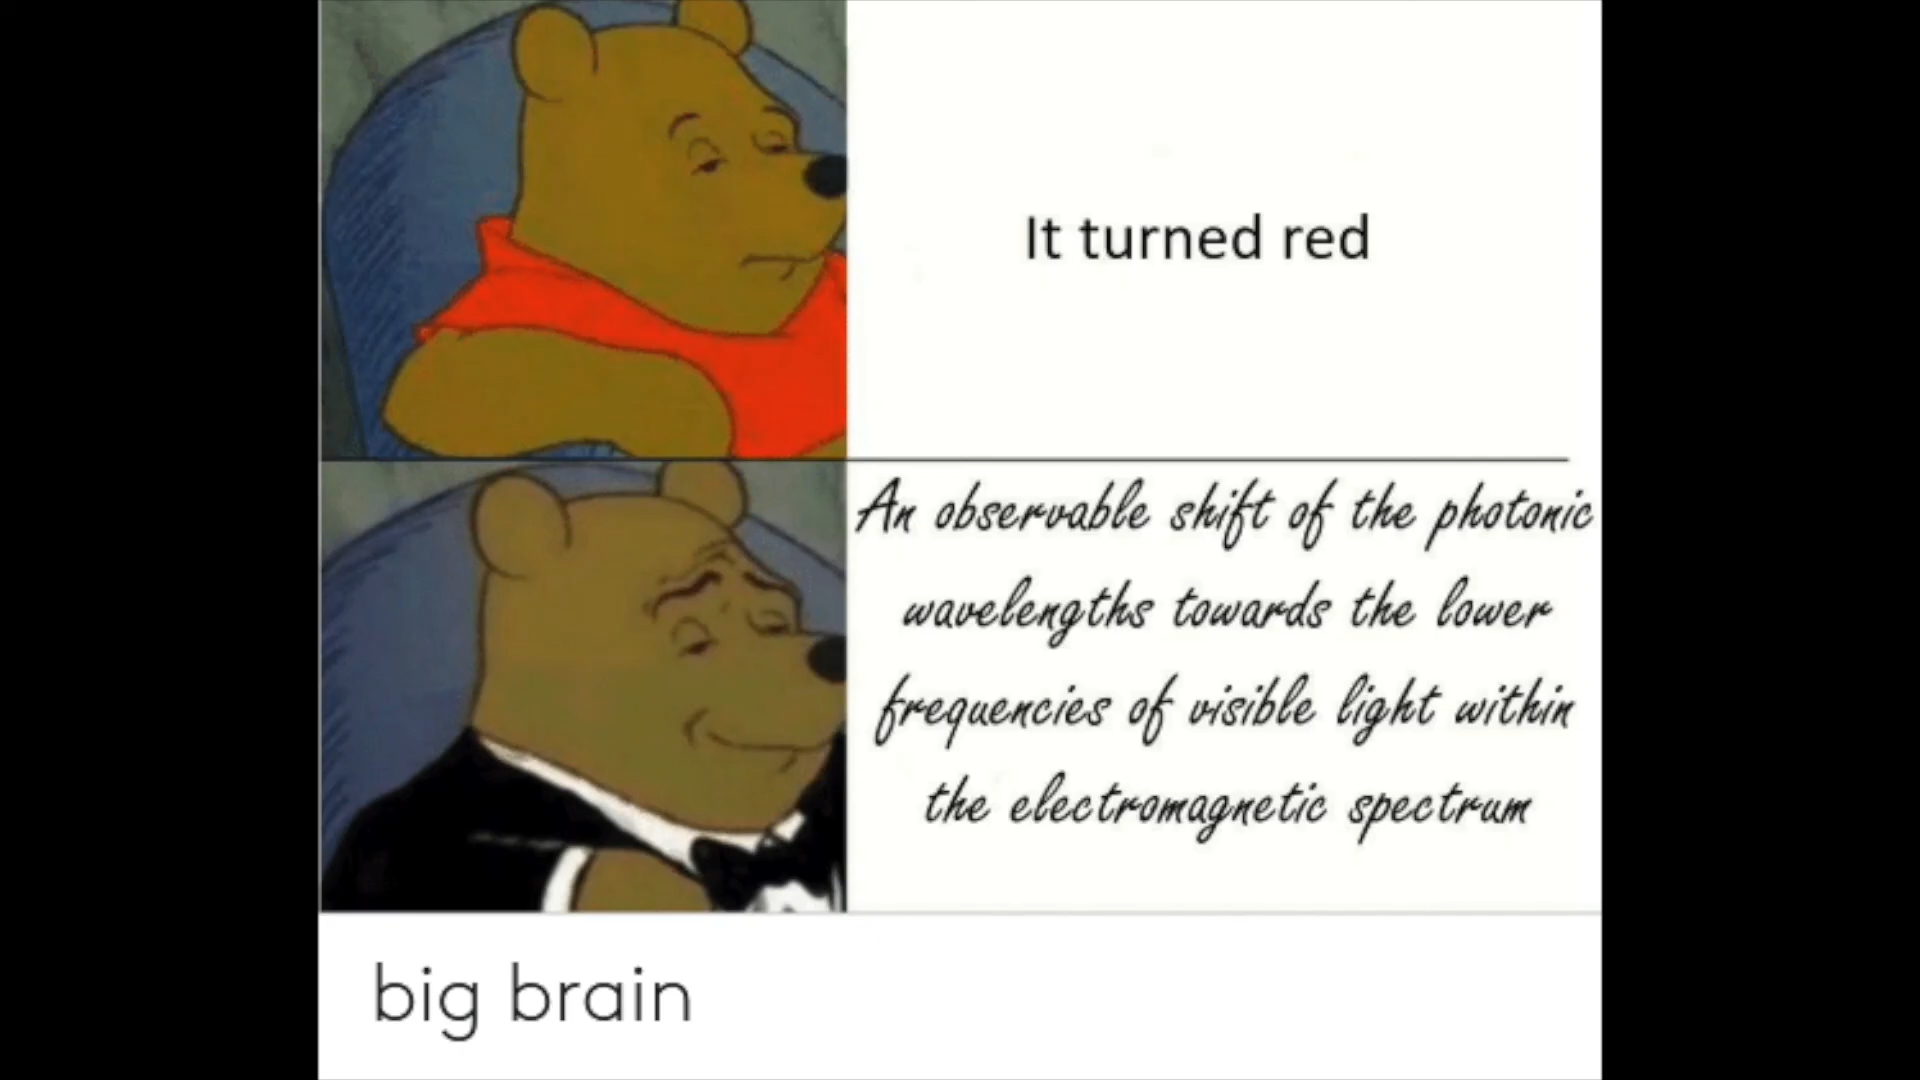 It turned red
An observable shift of the photonic
wavelengths towards the lower
frequencies of visible light within
the electromagnetic spectrum
big brain